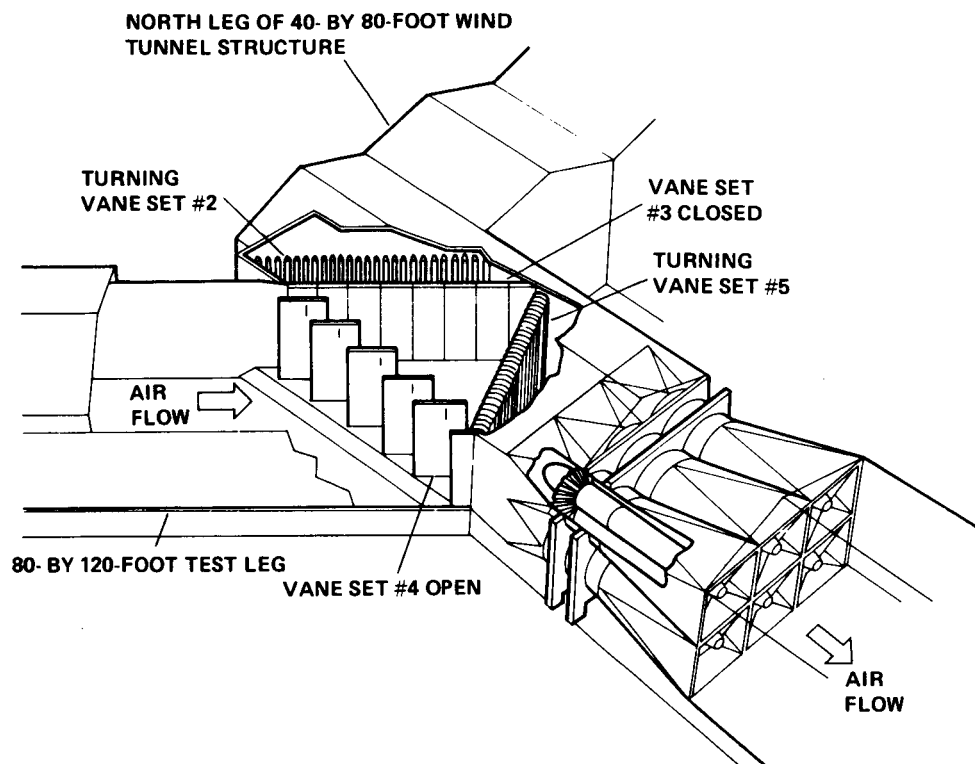 NORTH LEG OF 40- BY 80-FOOT WIND
TUNNEL STRUCTURE
TURNING
VANE SET #2
VANE SET
#3 CLOSED
TURNING
VANE SET #5
AIR
FLOW
80- BY 120-FOOT TEST LEG
VANE SET #4 OPEN
AIR
FLOW